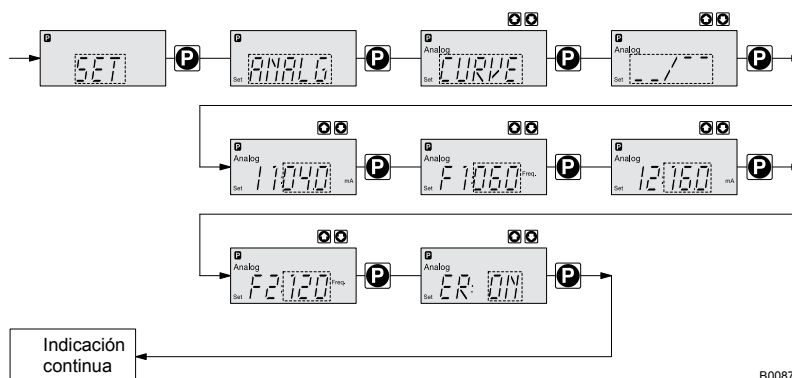 P
SET
P
P
Set
ANALG
P
P
Analog
Set
CURVE
P
P
Analog
Set
P
P
Analog
Set
I1 040 mA
P
P
Analog
Set
F1 060 Freq.
P
P
Analog
Set
I2: 160 mA
P
P
Analog
Set
F2: 120 Freq.
P
P
Analog
Set
ER: ON
P
Indicación
continua
B0087